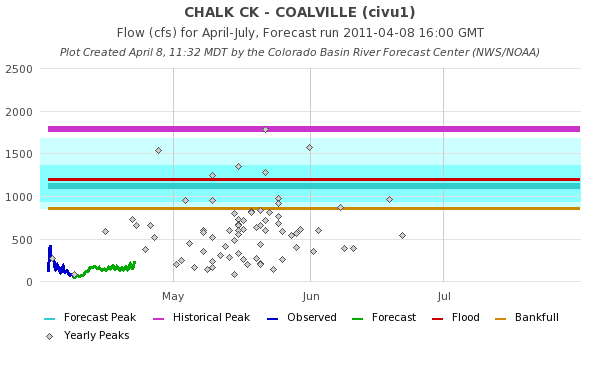 CHALK CK - COALVILLE (civu1)
Flow (cfs) for April-July, Forecast run 2011-04-08 16:00 GMT
Plot Created April 8, 11:32 MDT by the Colorado Basin River Forecast Center (NWS/NOAA)
2500
2000
1500
1000
500
0
May Jun Jul
Forecast Peak Historical Peak Observed Forecast Flood Bankfull
Yearly Peaks